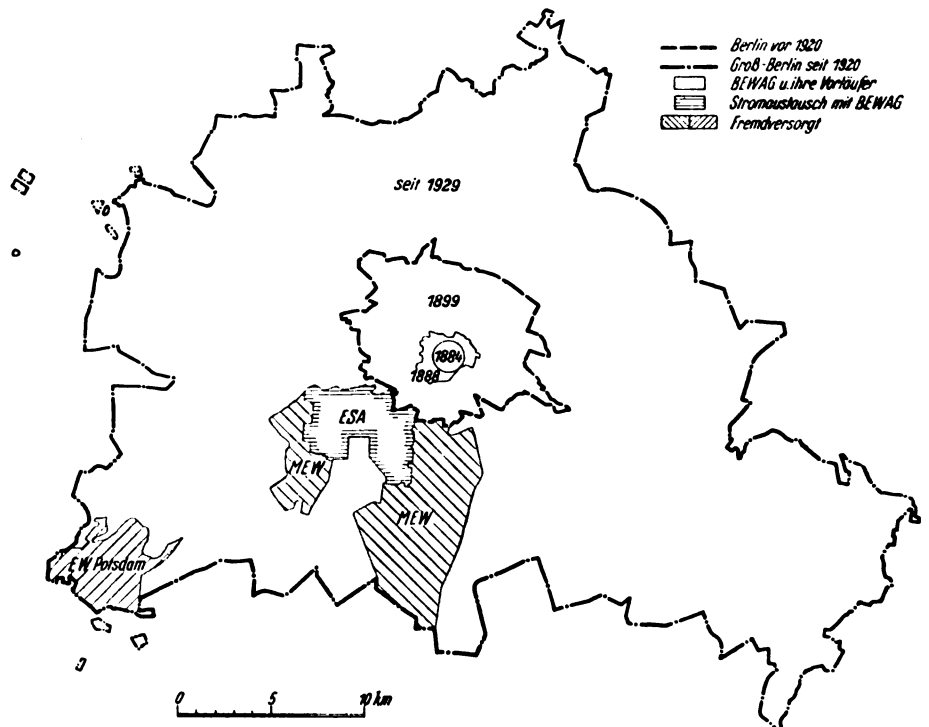 Berlin vor 1920
Groß-Berlin seit 1920
BEWAG u. ihre Vorläufer
Stromaustausch mit BEWAG
Fremdversorgt
seit 1929
1899
1884
1888
ESA
MEW
MEW
EW Potsdam
0 5 10 km